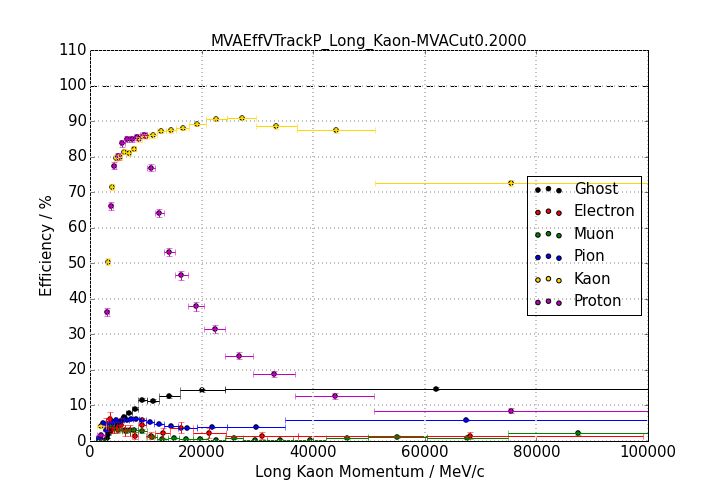 MVAEffVTrackP_Long_Kaon-MVACut0.2000
Efficiency / %
110
100
90
80
70
60
50
40
30
20
10
0
Ghost
Electron
Muon
Pion
Kaon
Proton
0 20000 40000 60000 80000 100000
Long Kaon Momentum / MeV/c